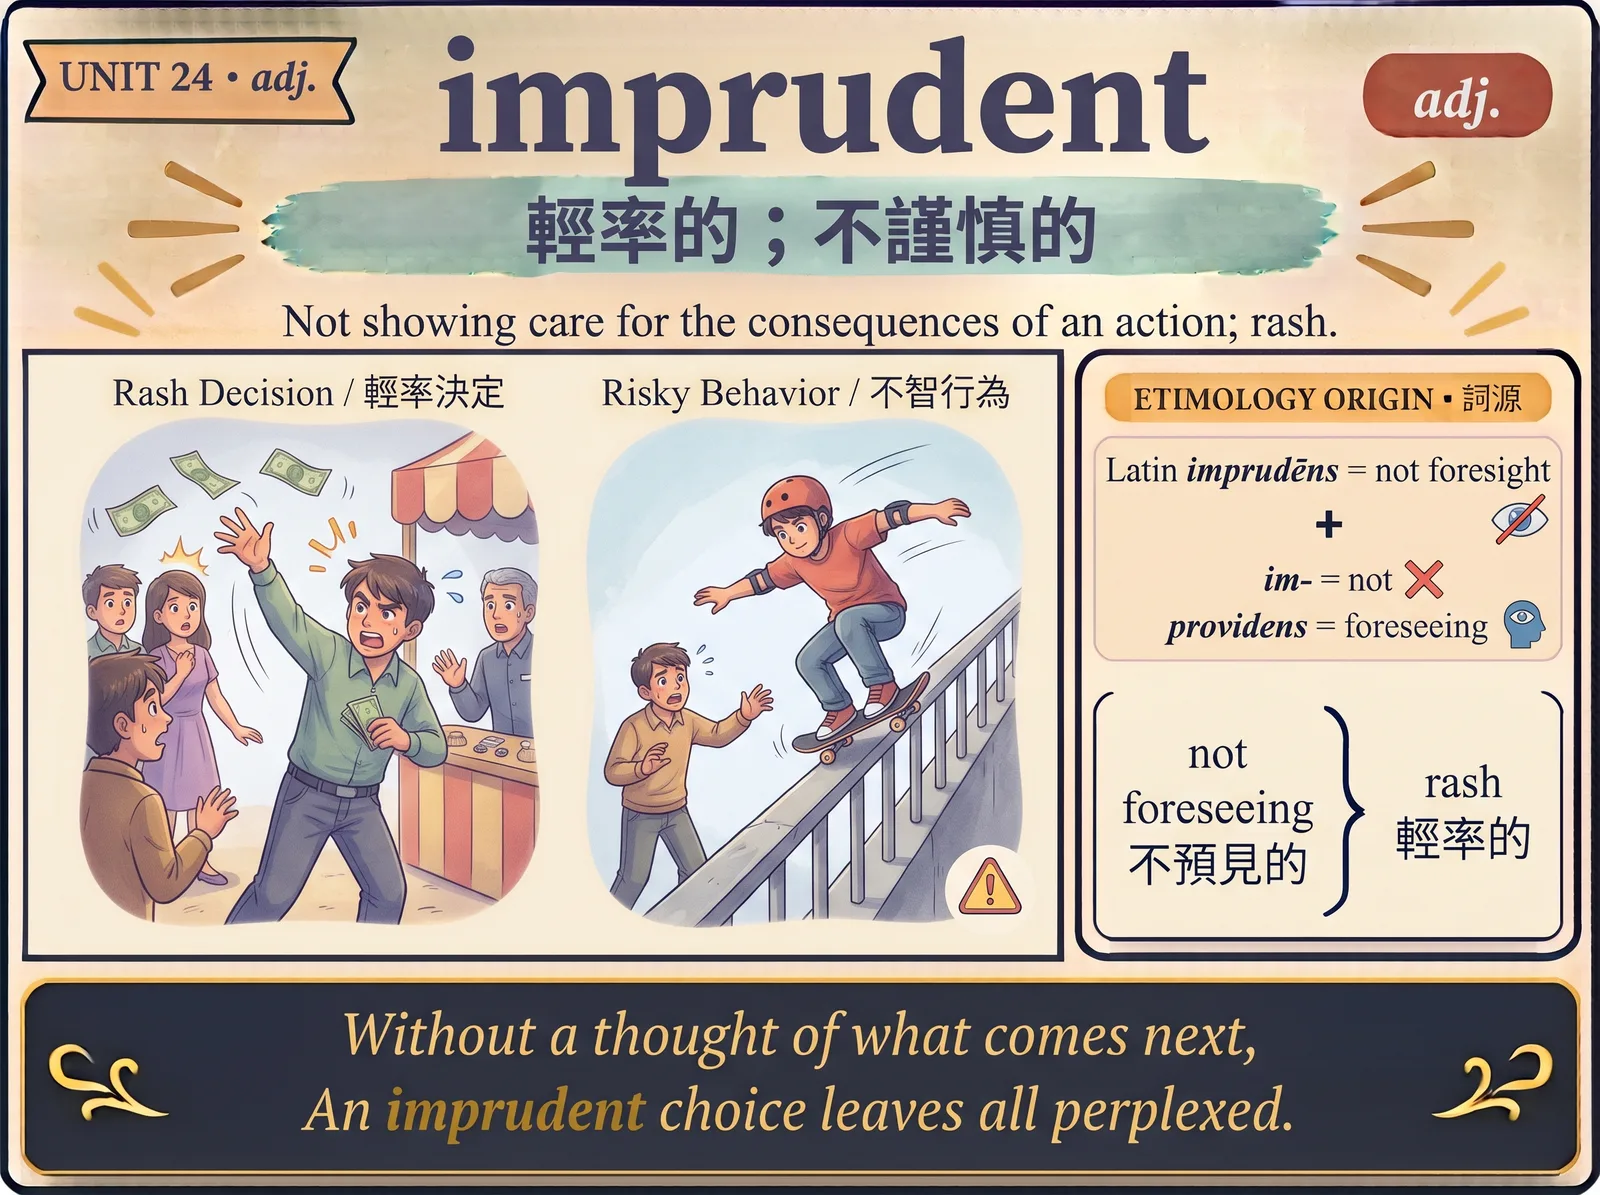 UNIT 24 • adj.
imprudent
adj.
輕率的；不謹慎的
Not showing care for the consequences of an action; rash.
Rash Decision / 輕率決定
Risky Behavior / 不智行為
ETIMOLOGY ORIGIN ▪ 詞源
Latin imprudēns = not foresight
+
im- = not
providens = foreseeing
not
foreseeing
不預見的
rash
輕率的
Without a thought of what comes next,
An imprudent choice leaves all perplexed.